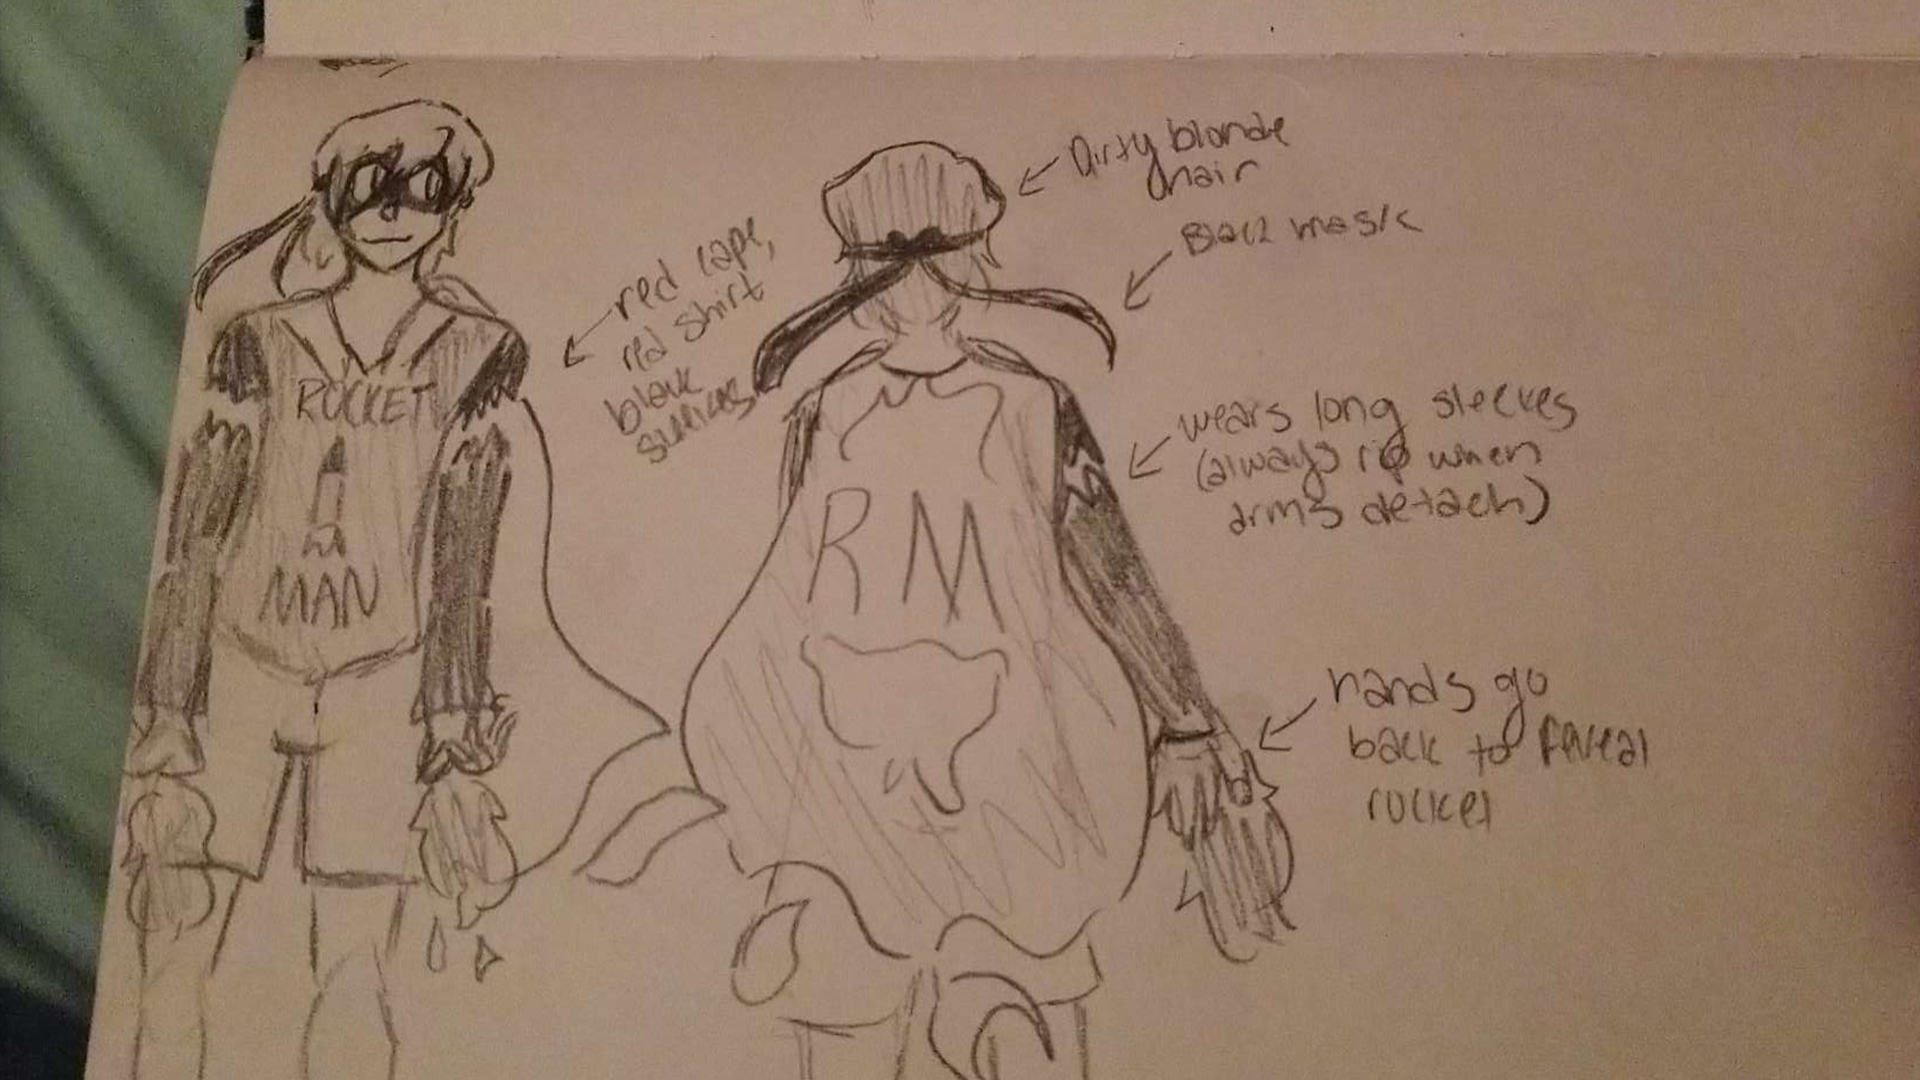 ROCKET
MAN
red cape,
red shirt
black
RM
Dirty blonde
hair
Black mask
wears long sleeves
(always rip when
arms detach)
hands go
back to reveal
rocket